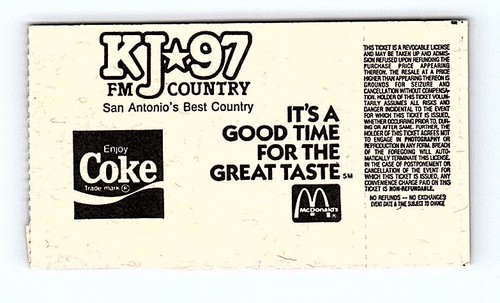 KJ★97
FM COUNTRY
San Antonio's Best Country
Enjoy
Coke
Trade mark ®
IT'S A
GOOD TIME
FOR THE
GREAT TASTE℠
McDonald's
®
THIS TICKET IS A REVOCABLE LICENSE
AND MAY BE TAKEN UP AND ADMIS-
SION REFUSED UPON REFUNDING THE
PURCHASE PRICE APPEARING
THEREON. THE RESALE AT A PRICE
HIGHER THAN APPEARING THEREON IS
GROUNDS FOR SEIZURE AND
CANCELLATION WITHOUT COMPENSA-
TION. HOLDER OF THIS TICKET VOLUN-
TARILY ASSUMES ALL RISKS AND
DANGER INCIDENTAL TO THE EVENT
FOR WHICH THIS TICKET IS ISSUED,
WHETHER OCCURRING PRIOR TO, DUR-
ING OR AFTER SAME. FURTHER, THE
HOLDER OF THIS TICKET AGREES NOT
TO ENGAGE IN PHOTOGRAPHY OR
REPRODUCTION IN ANY FORM. BREACH
OF THE FOREGOING WILL AUTO-
MATICALLY TERMINATE THIS LICENSE.
IN THE CASE OF POSTPONEMENT OR
CANCELLATION OF THE EVENT FOR
WHICH THIS TICKET IS ISSUED, ANY
CONVENIENCE CHARGE PAID ON THIS
TICKET IS NON-REFUNDABLE.
NO REFUNDS — NO EXCHANGES
EVENT DATE & TIME SUBJECT TO CHANGE